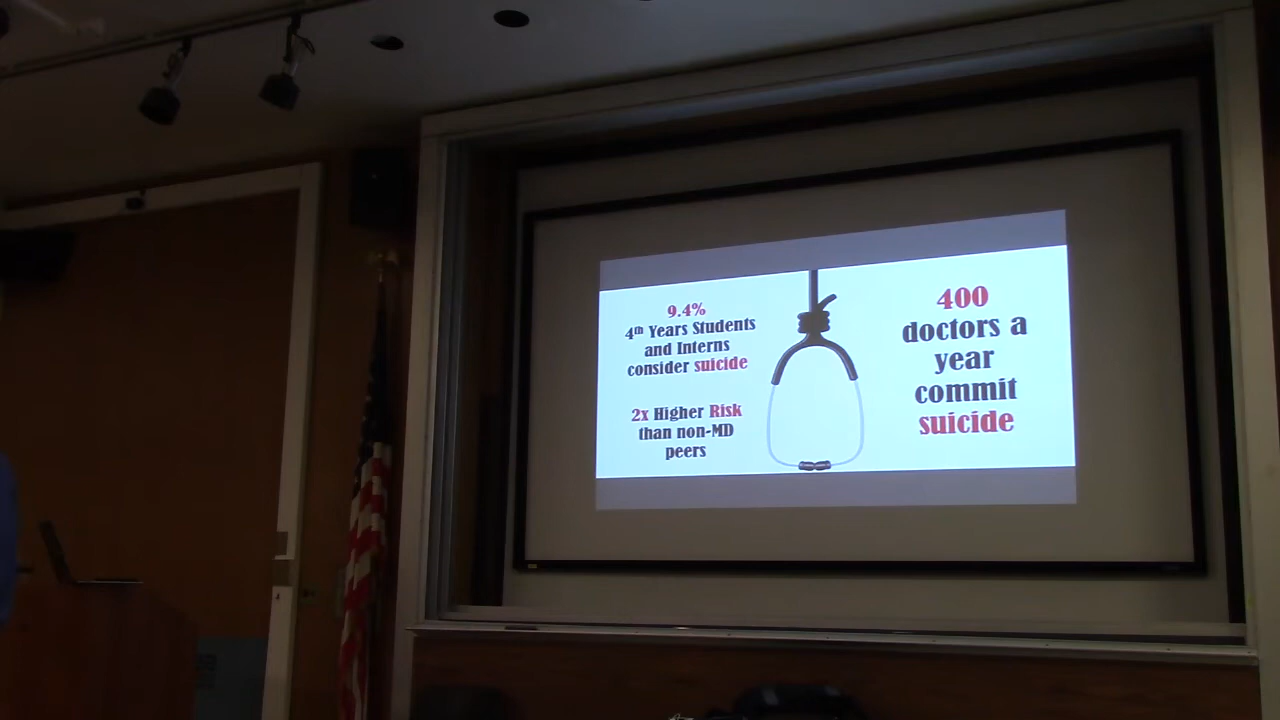 9.4%
4th Years Students
and Interns
consider suicide
2x Higher Risk
than non-MD
peers
400
doctors a
year
commit
suicide